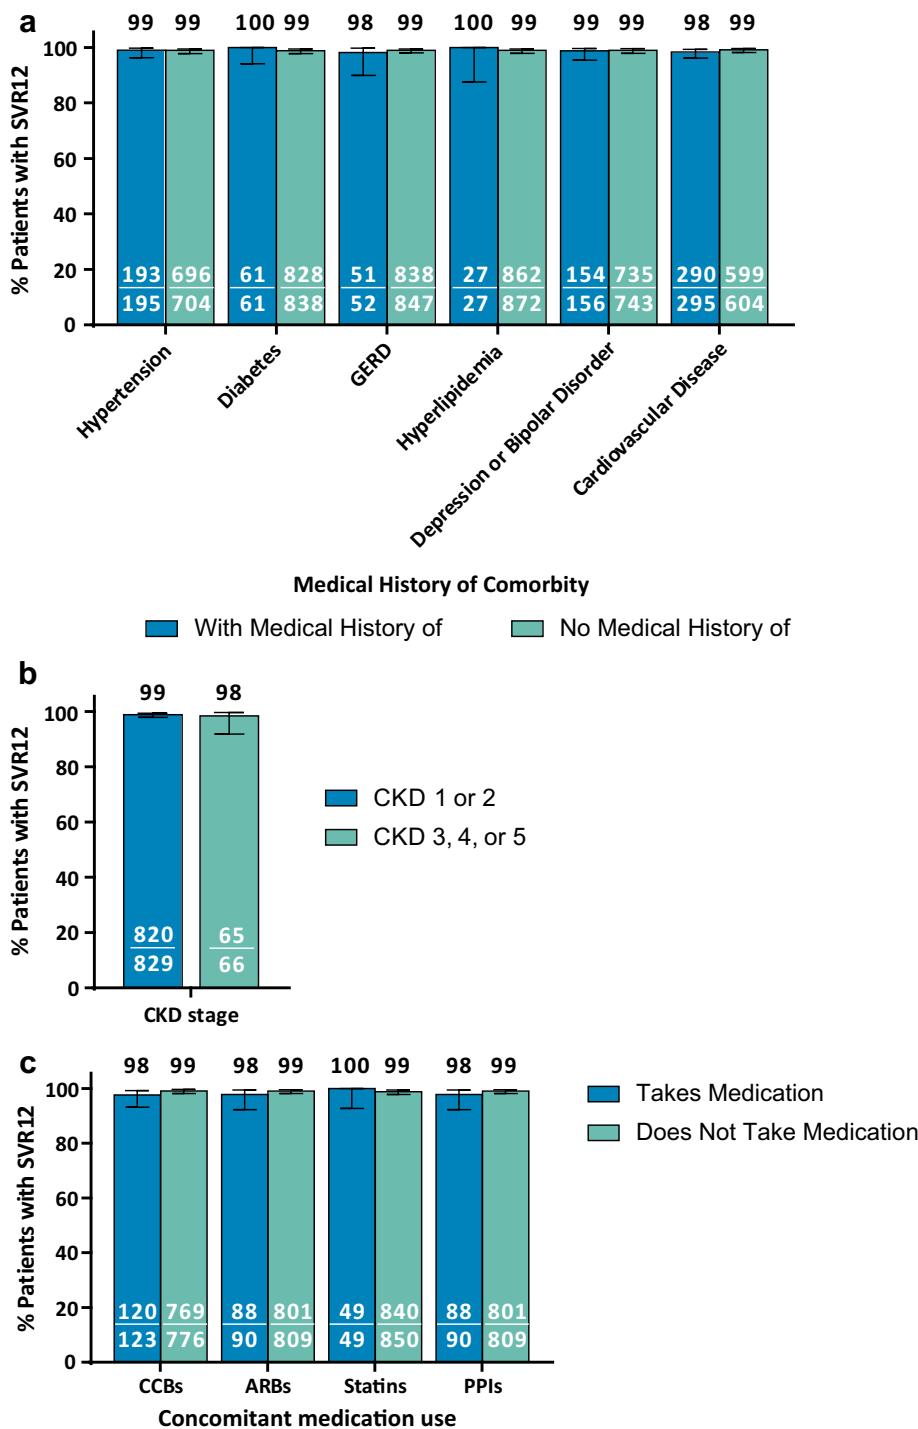 a
99 99 100 99 98 99 100 99 99 99 98 99
% Patients with SVR12
100
80
60
40
20
0
193 696 61 828 51 838 27 862 154 735 290 599
195 704 61 838 52 847 27 872 156 743 295 604
Hypertension
Diabetes
GERD
Hyperlipidemia
Depression or Bipolar Disorder
Cardiovascular Disease
Medical History of Comorbity
With Medical History of
No Medical History of
b
99 98
% Patients with SVR12
100
80
60
40
20
0
820 65
829 66
CKD stage
CKD 1 or 2
CKD 3, 4, or 5
c
98 99 98 99 100 99 98 99
% Patients with SVR12
100
80
60
40
20
0
120 769 88 801 49 840 88 801
123 776 90 809 49 850 90 809
CCBs ARBs Statins PPIs
Concomitant medication use
Takes Medication
Does Not Take Medication